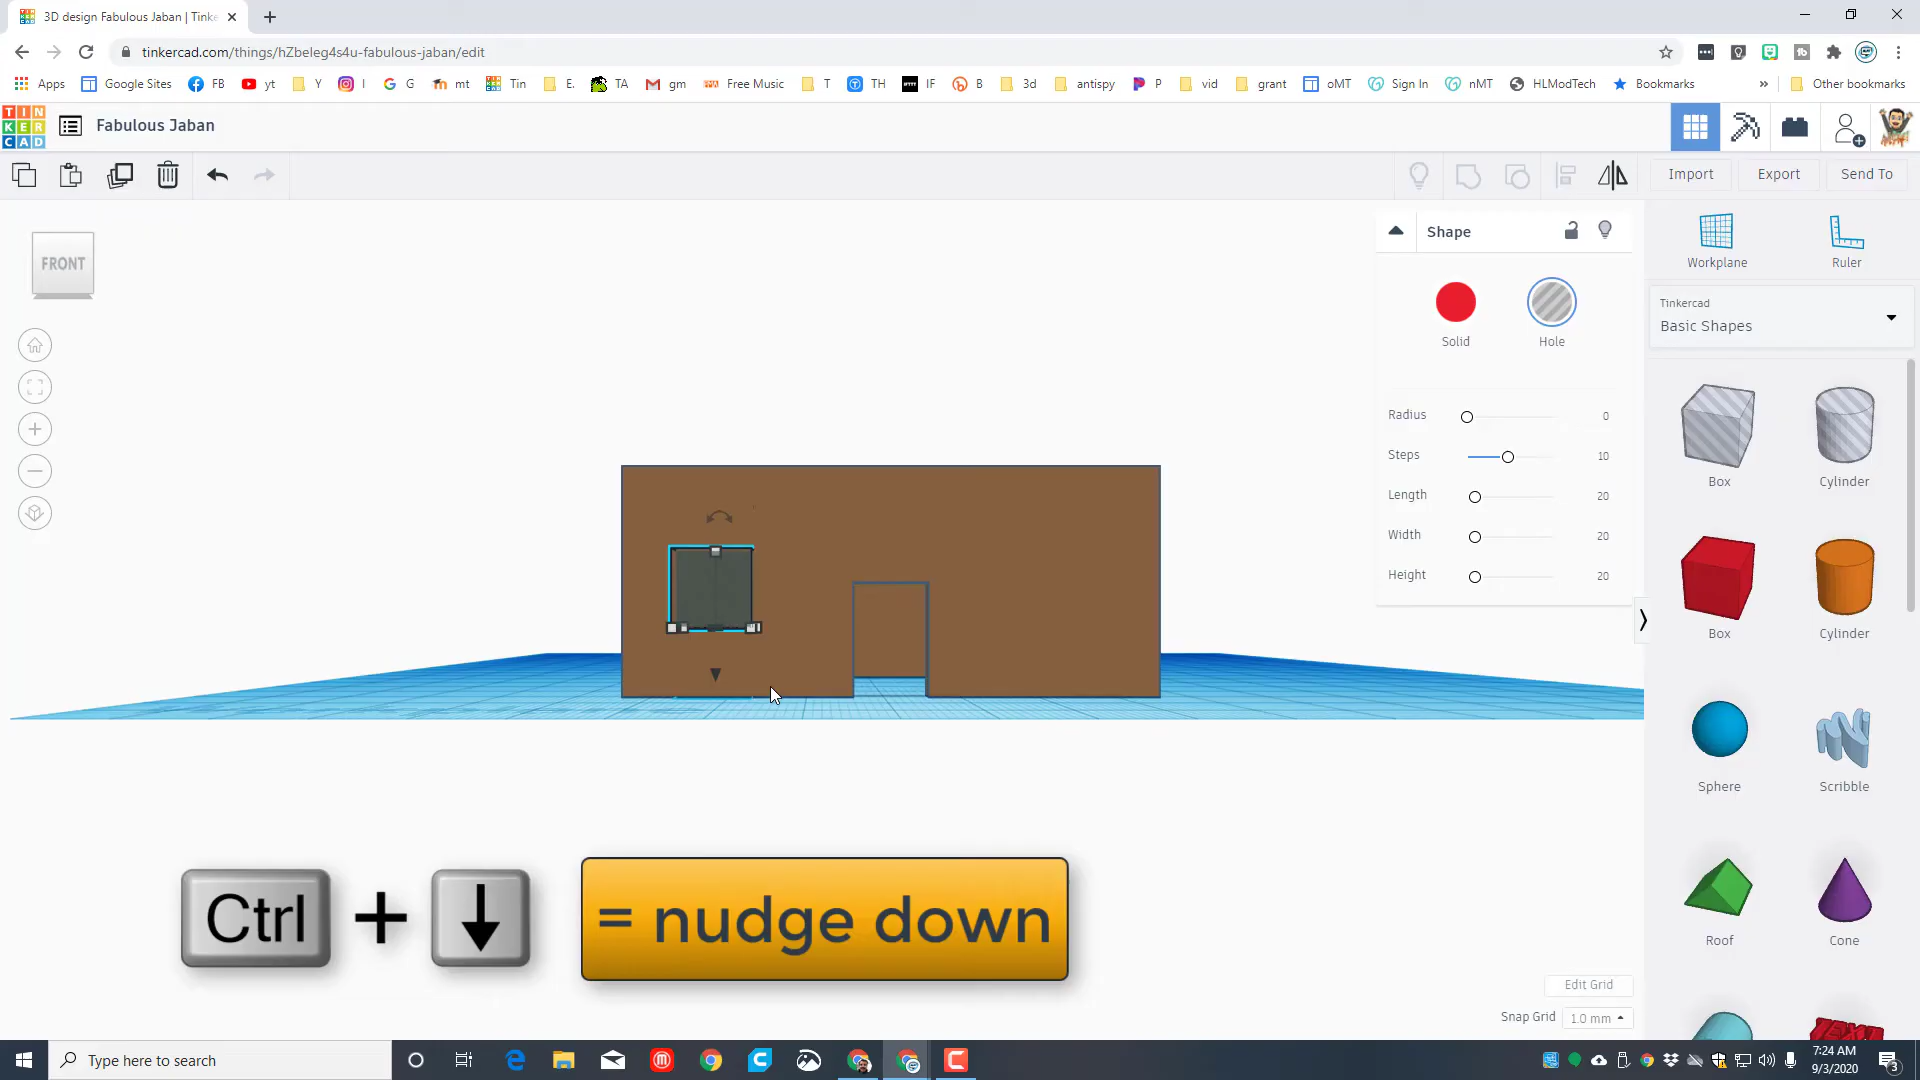 3D design Fabulous Jaban | Tinke
tinkercad.com/things/hZbeleg4s4u-fabulous-jaban/edit
Apps Google Sites FB yt Y I G mt Tin E. TA gm Free Music T TH IF B 3d antispy P vid grant oMT Sign In nMT HLModTech Bookmarks » Other bookmarks
TIN
KER
CAD
Fabulous Jaban
Import Export Send To
FRONT
Shape
Solid Hole
Radius 0
Steps 10
Length 20
Width 20
Height 20
Workplane Ruler
Tinkercad
Basic Shapes
Box Cylinder
Box Cylinder
Sphere Scribble
Roof Cone
TEXT
Ctrl + ↓ = nudge down
Edit Grid
Snap Grid 1.0 mm
Type here to search
7:24 AM
9/3/2020
3